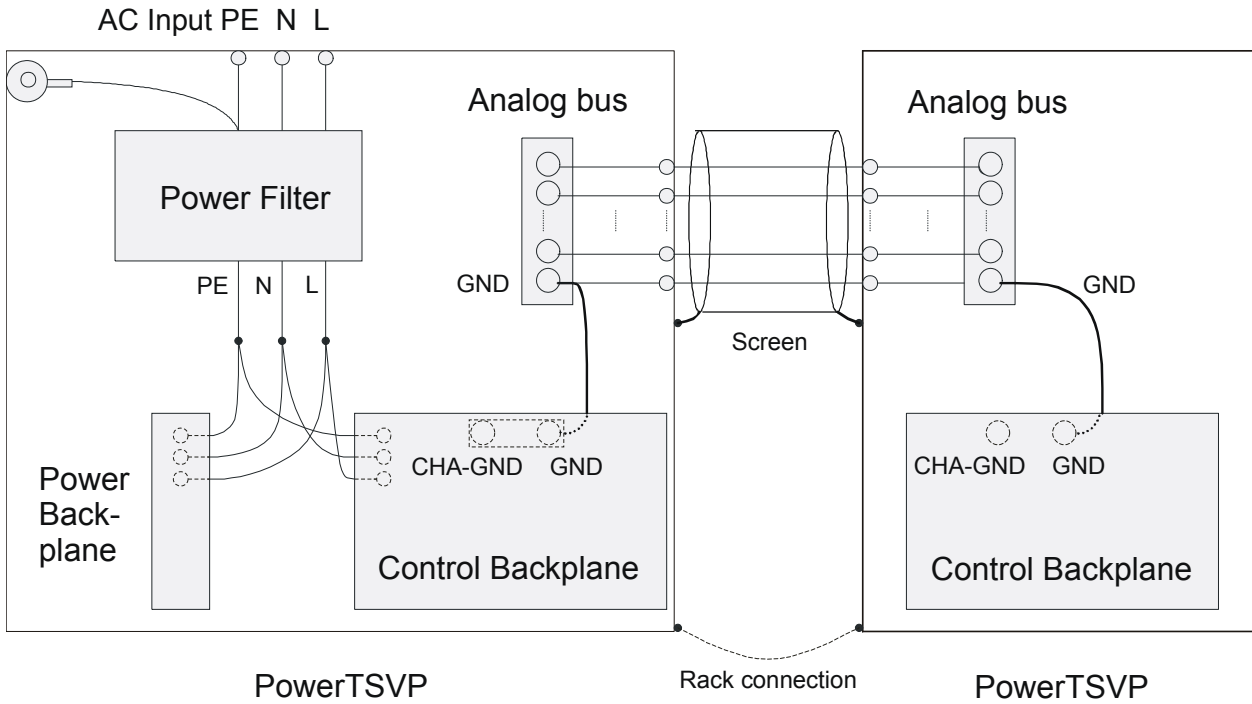 AC Input PE N L
Analog bus
Analog bus
Power Filter
PE N L
GND
GND
Screen
CHA-GND GND
CHA-GND GND
Power
Back-
plane
Control Backplane
Control Backplane
Rack connection
PowerTSVP
PowerTSVP